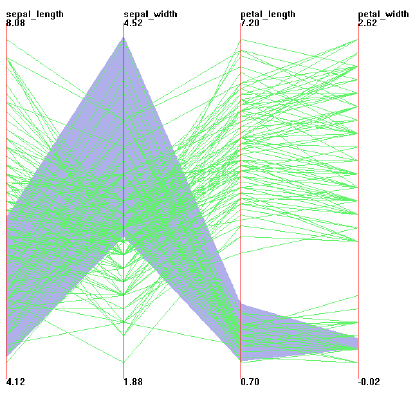 sepal_length sepal_width petal_length petal_width
8.08 4.52 7.20 2.62
4.12 1.88 0.70 -0.02